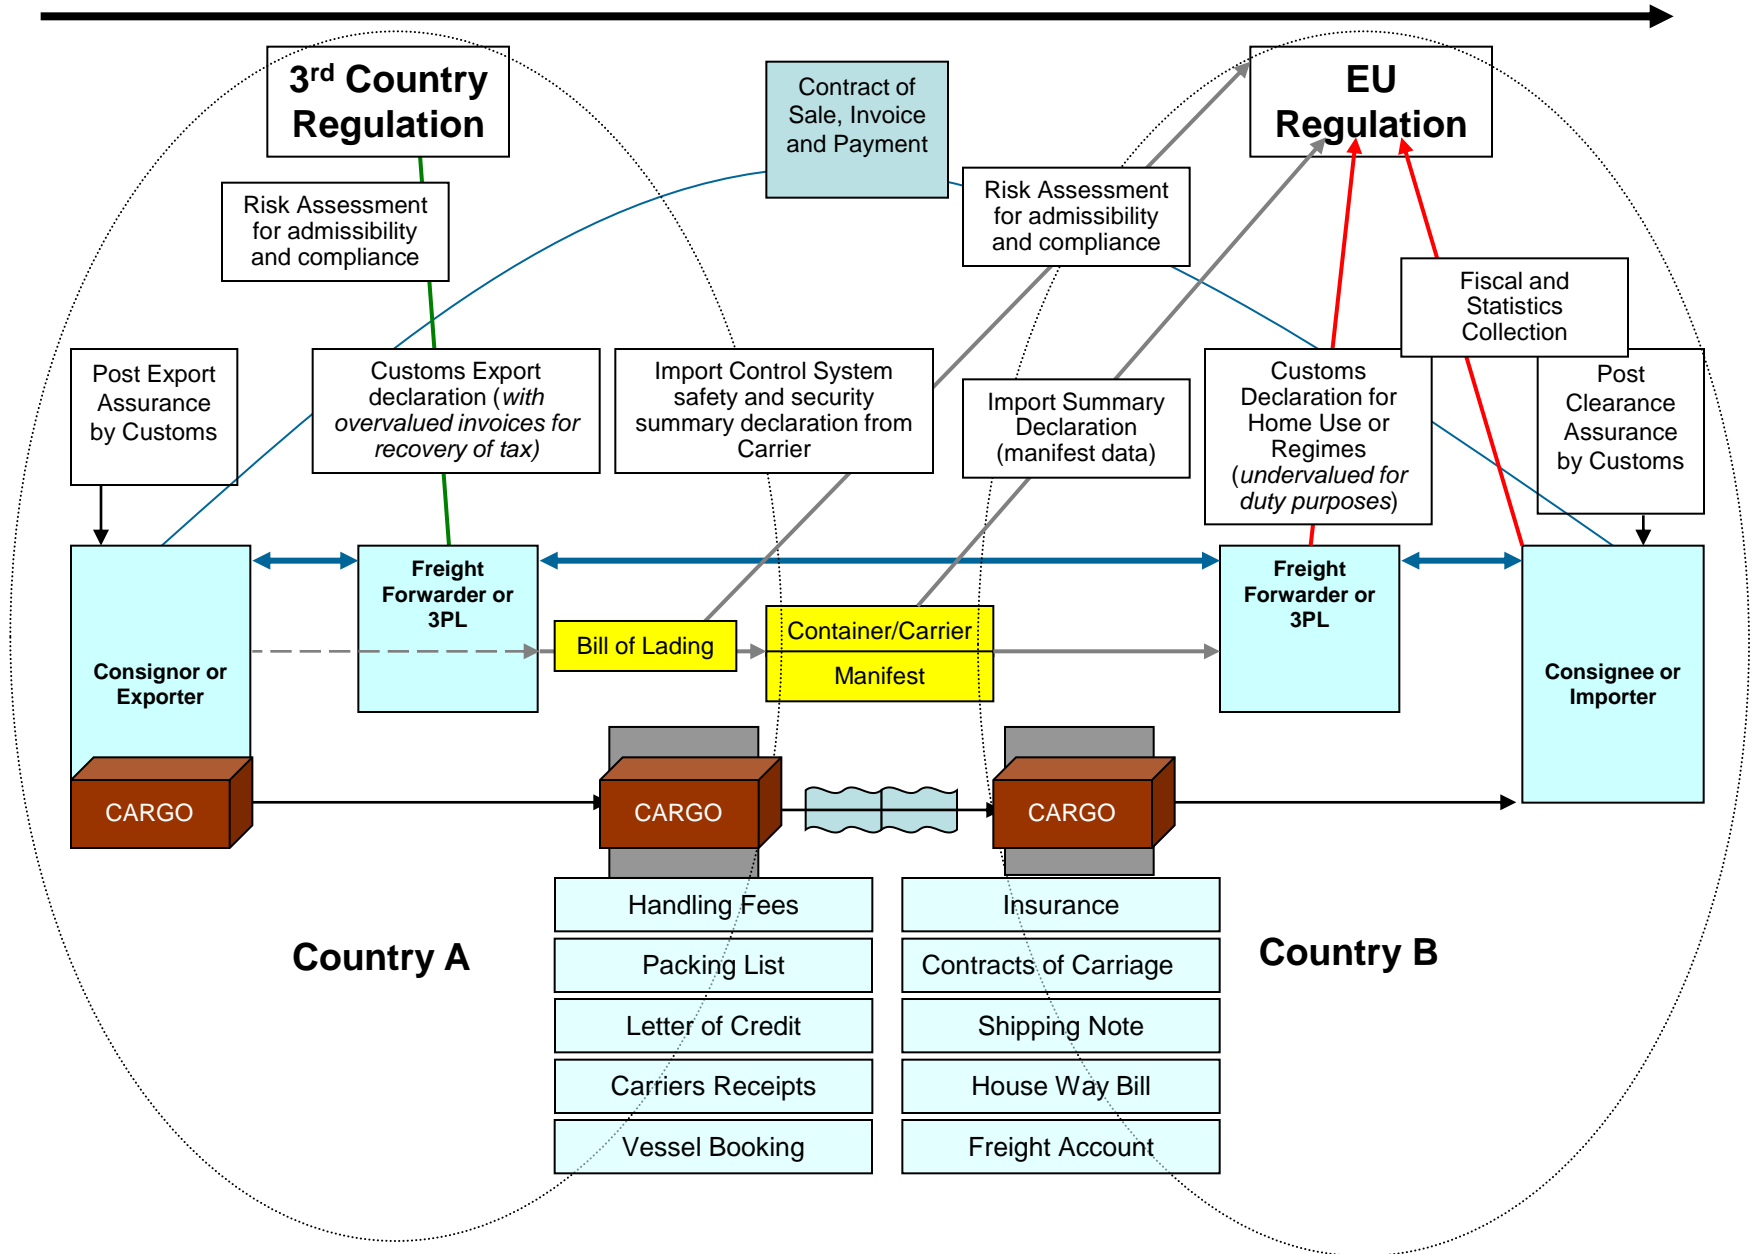 3rd Country
Regulation
Contract of
Sale, Invoice
and Payment
EU
Regulation
Risk Assessment
for admissibility
and compliance
Risk Assessment
for admissibility
and compliance
Fiscal and
Statistics
Collection
Post Export
Assurance
by Customs
Customs Export
declaration (with
overvalued invoices for
recovery of tax)
Import Control System
safety and security
summary declaration from
Carrier
Import Summary
Declaration
(manifest data)
Customs
Declaration for
Home Use or
Regimes
(undervalued for
duty purposes)
Post
Clearance
Assurance
by Customs
Consignor or
Exporter
Freight
Forwarder or
3PL
Bill of Lading
Container/Carrier
Manifest
Freight
Forwarder or
3PL
Consignee or
Importer
CARGO
CARGO
CARGO
Country A
Country B
Handling Fees
Packing List
Letter of Credit
Carriers Receipts
Vessel Booking
Insurance
Contracts of Carriage
Shipping Note
House Way Bill
Freight Account